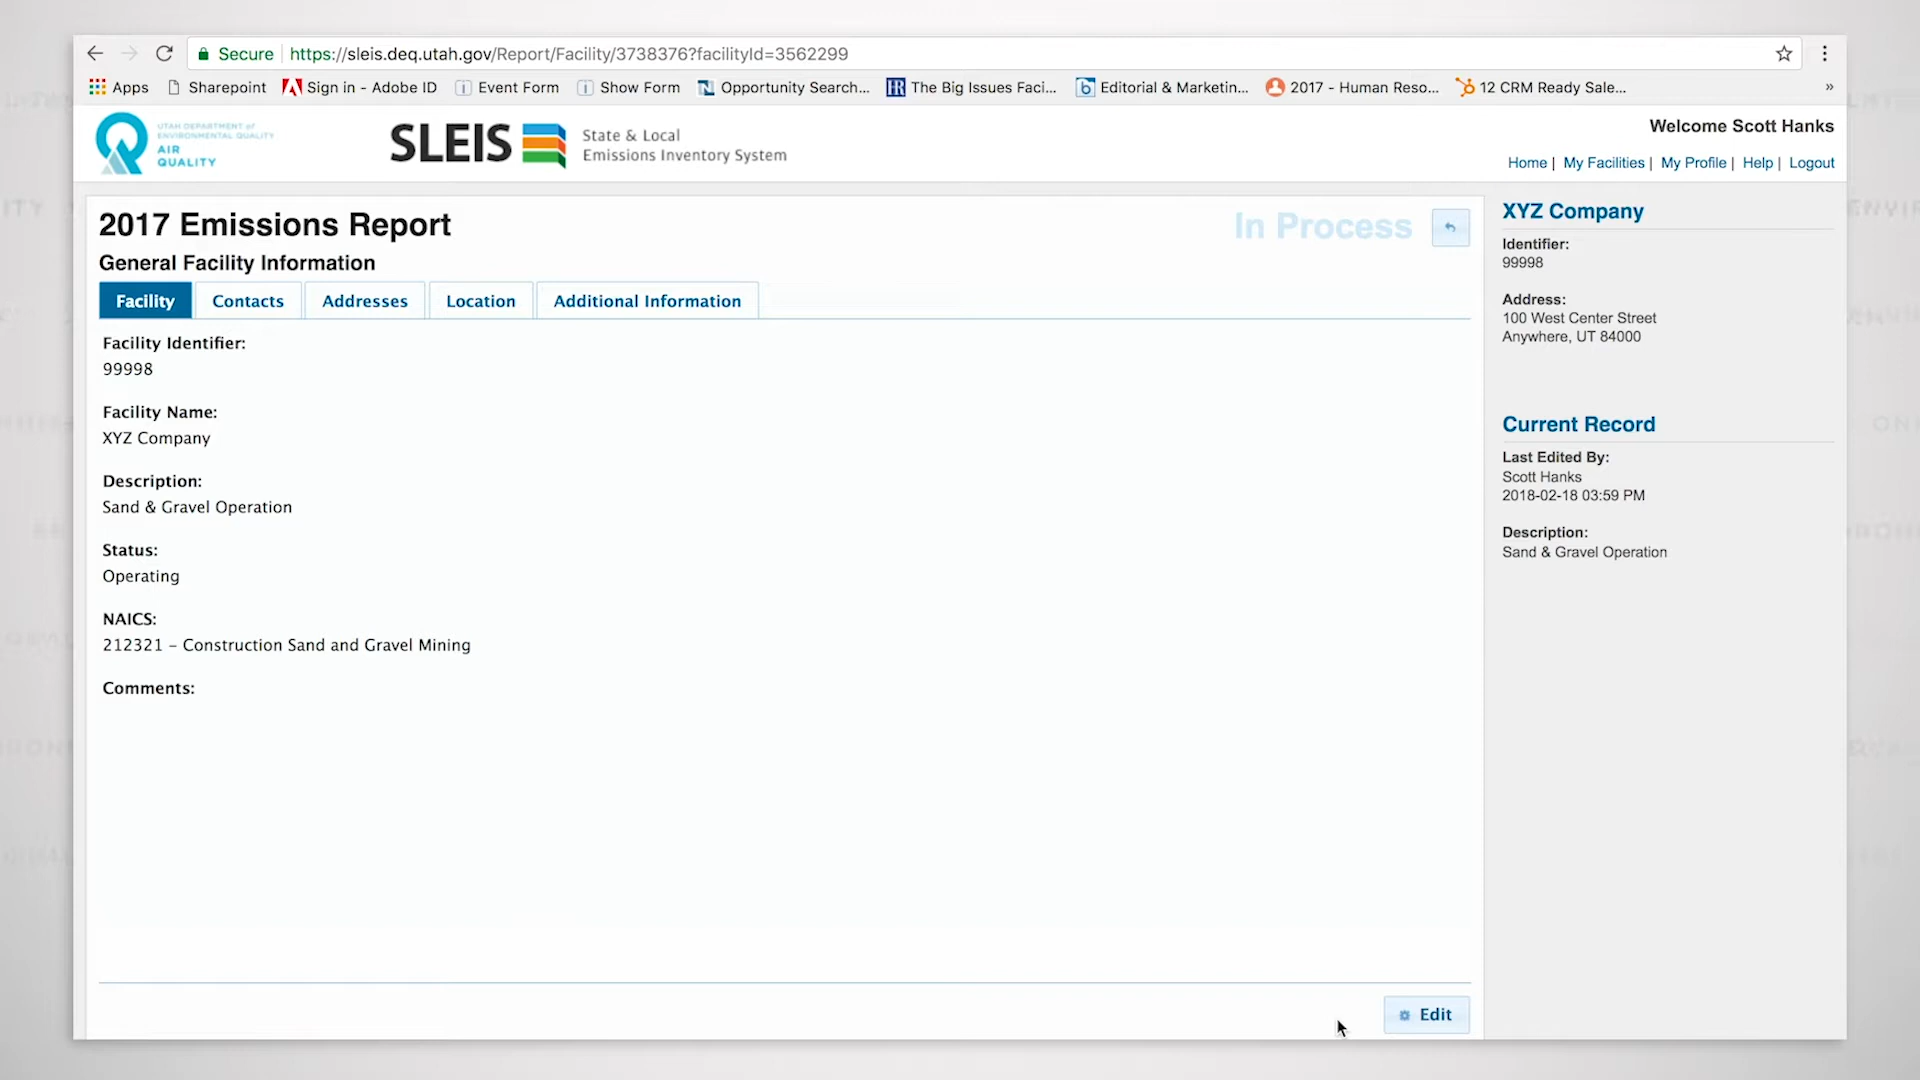 Secure https://sleis.deq.utah.gov/Report/Facility/3738376?facilityId=3562299
Apps Sharepoint Sign in - Adobe ID Event Form Show Form Opportunity Search... The Big Issues Faci... Editorial & Marketin... 2017 - Human Reso... 12 CRM Ready Sale... »
UTAH DEPARTMENT of
ENVIRONMENTAL QUALITY
AIR
QUALITY
SLEIS
State & Local
Emissions Inventory System
Welcome Scott Hanks
Home | My Facilities | My Profile | Help | Logout
2017 Emissions Report
In Process
General Facility Information
Facility Contacts Addresses Location Additional Information
Facility Identifier:
99998
Facility Name:
XYZ Company
Description:
Sand & Gravel Operation
Status:
Operating
NAICS:
212321 – Construction Sand and Gravel Mining
Comments:
Edit
XYZ Company
Identifier:
99998
Address:
100 West Center Street
Anywhere, UT 84000
Current Record
Last Edited By:
Scott Hanks
2018-02-18 03:59 PM
Description:
Sand & Gravel Operation